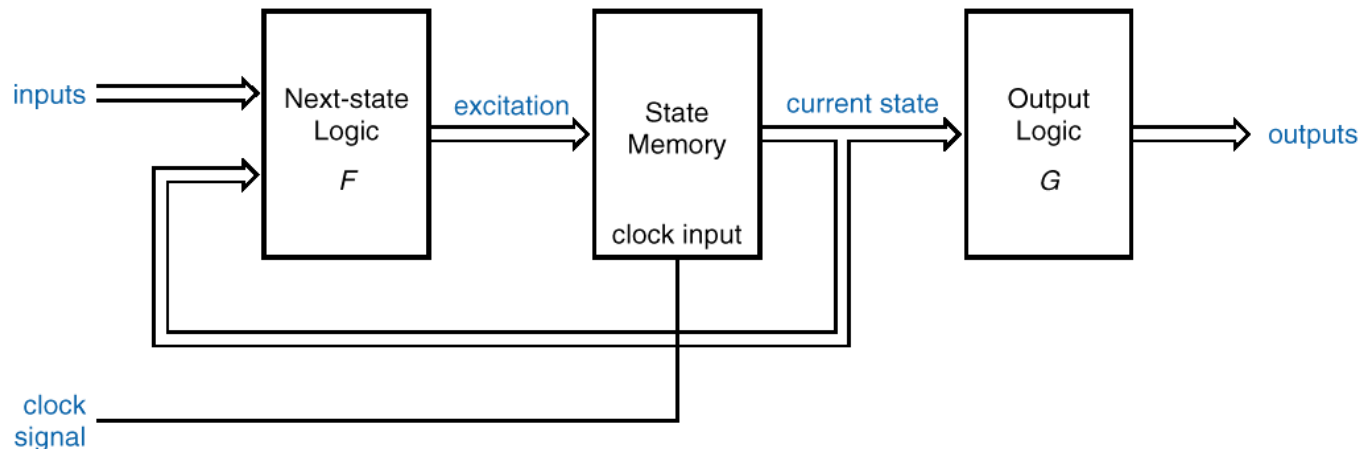 inputs
Next-state
Logic
F
excitation
State
Memory
clock input
current state
Output
Logic
G
outputs
clock
signal